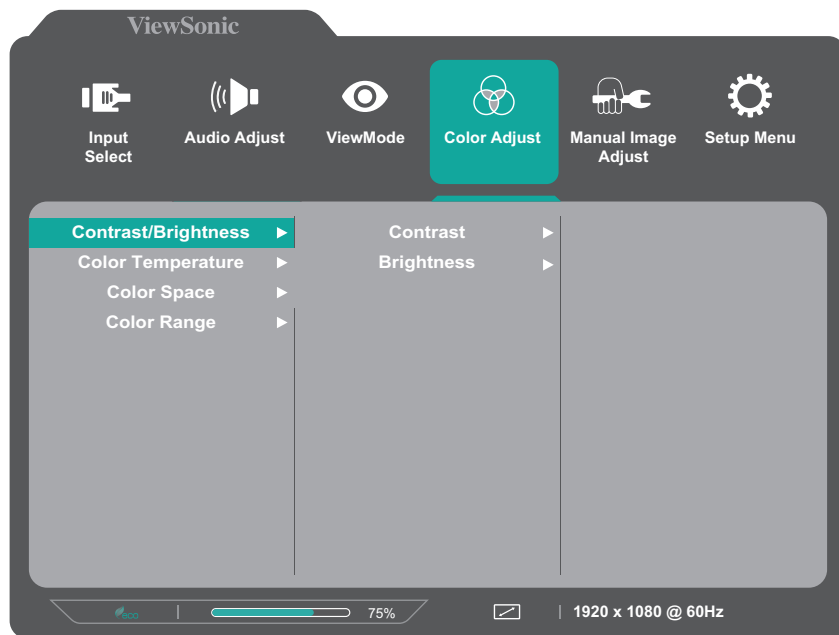 ViewSonic
Input
Select
Audio Adjust
ViewMode
Color Adjust
Manual Image
Adjust
Setup Menu
Contrast/Brightness
Contrast
Color Temperature
Brightness
Color Space
Color Range
ecc
75%
1920 x 1080 @ 60Hz